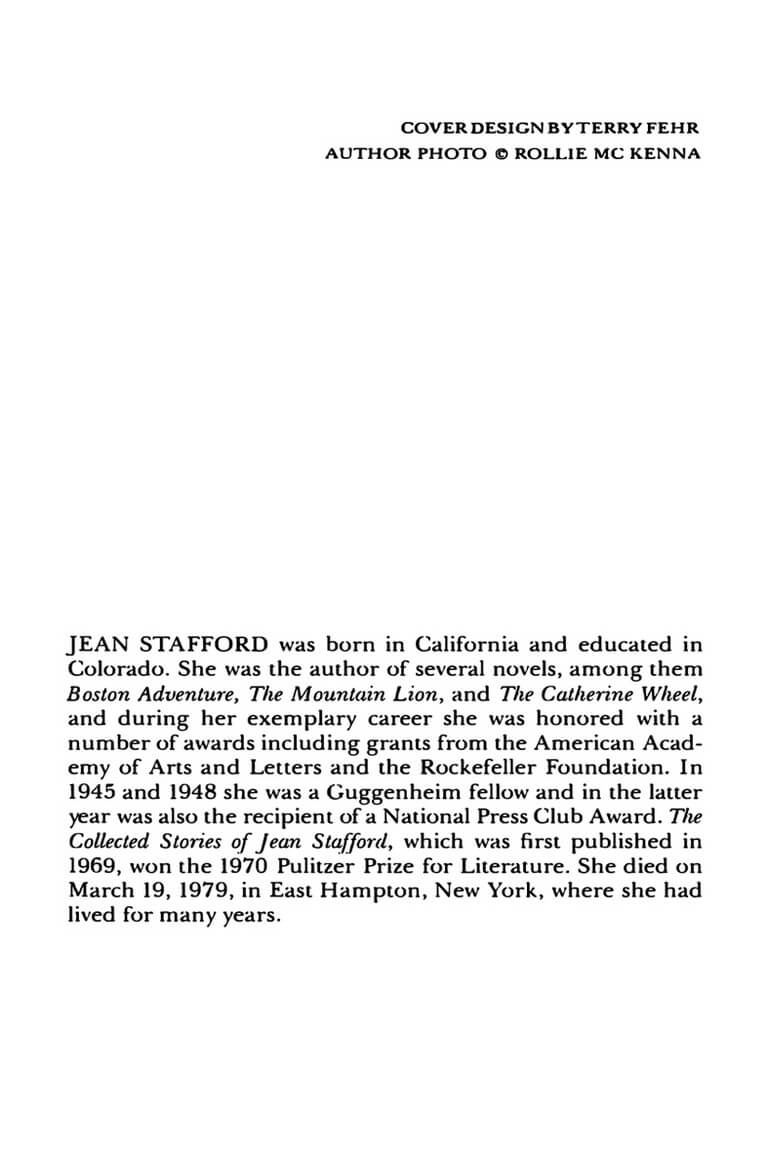 COVER DESIGN BY TERRY FEHR
AUTHOR PHOTO © ROLLIE MC KENNA
JEAN STAFFORD was born in California and educated in
Colorado. She was the author of several novels, among them
Boston Adventure, The Mountain Lion, and The Catherine Wheel,
and during her exemplary career she was honored with a
number of awards including grants from the American Acad-
emy of Arts and Letters and the Rockefeller Foundation. In
1945 and 1948 she was a Guggenheim fellow and in the latter
year was also the recipient of a National Press Club Award. The
Collected Stories of Jean Stafford, which was first published in
1969, won the 1970 Pulitzer Prize for Literature. She died on
March 19, 1979, in East Hampton, New York, where she had
lived for many years.